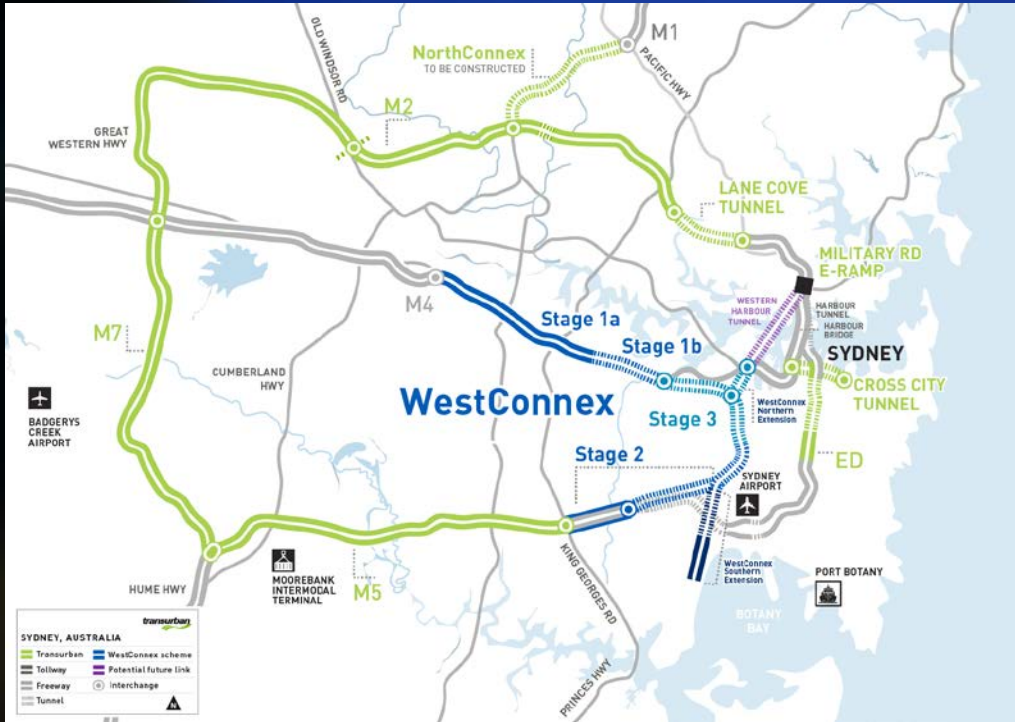 OLD WINDSOR RD
M1
NorthConnex
TO BE CONSTRUCTED
PACIFIC HWY
M2
GREAT
WESTERN HWY
LANE COVE
TUNNEL
MILITARY RD
E-RAMP
M4
WESTERN
HARBOUR
TUNNEL
HARBOUR
TUNNEL
HARBOUR
BRIDGE
Stage 1a
Stage 1b
SYDNEY
M7
CUMBERLAND
HWY
WestConnex
CROSS CITY
TUNNEL
BADGERYS
CREEK
AIRPORT
Stage 3
WestConnex
Northern
Extension
Stage 2
ED
SYDNEY
AIRPORT
HUME HWY
MOOREBANK
INTERMODAL
TERMINAL
M5
KING GEORGES RD
WestConnex
Southern
Extension
PORT BOTANY
BOTANY
BAY
PRINCES HWY
transurban
SYDNEY, AUSTRALIA
Transurban
WestConnex scheme
Tollway
Potential future link
Freeway
Interchange
Tunnel
N